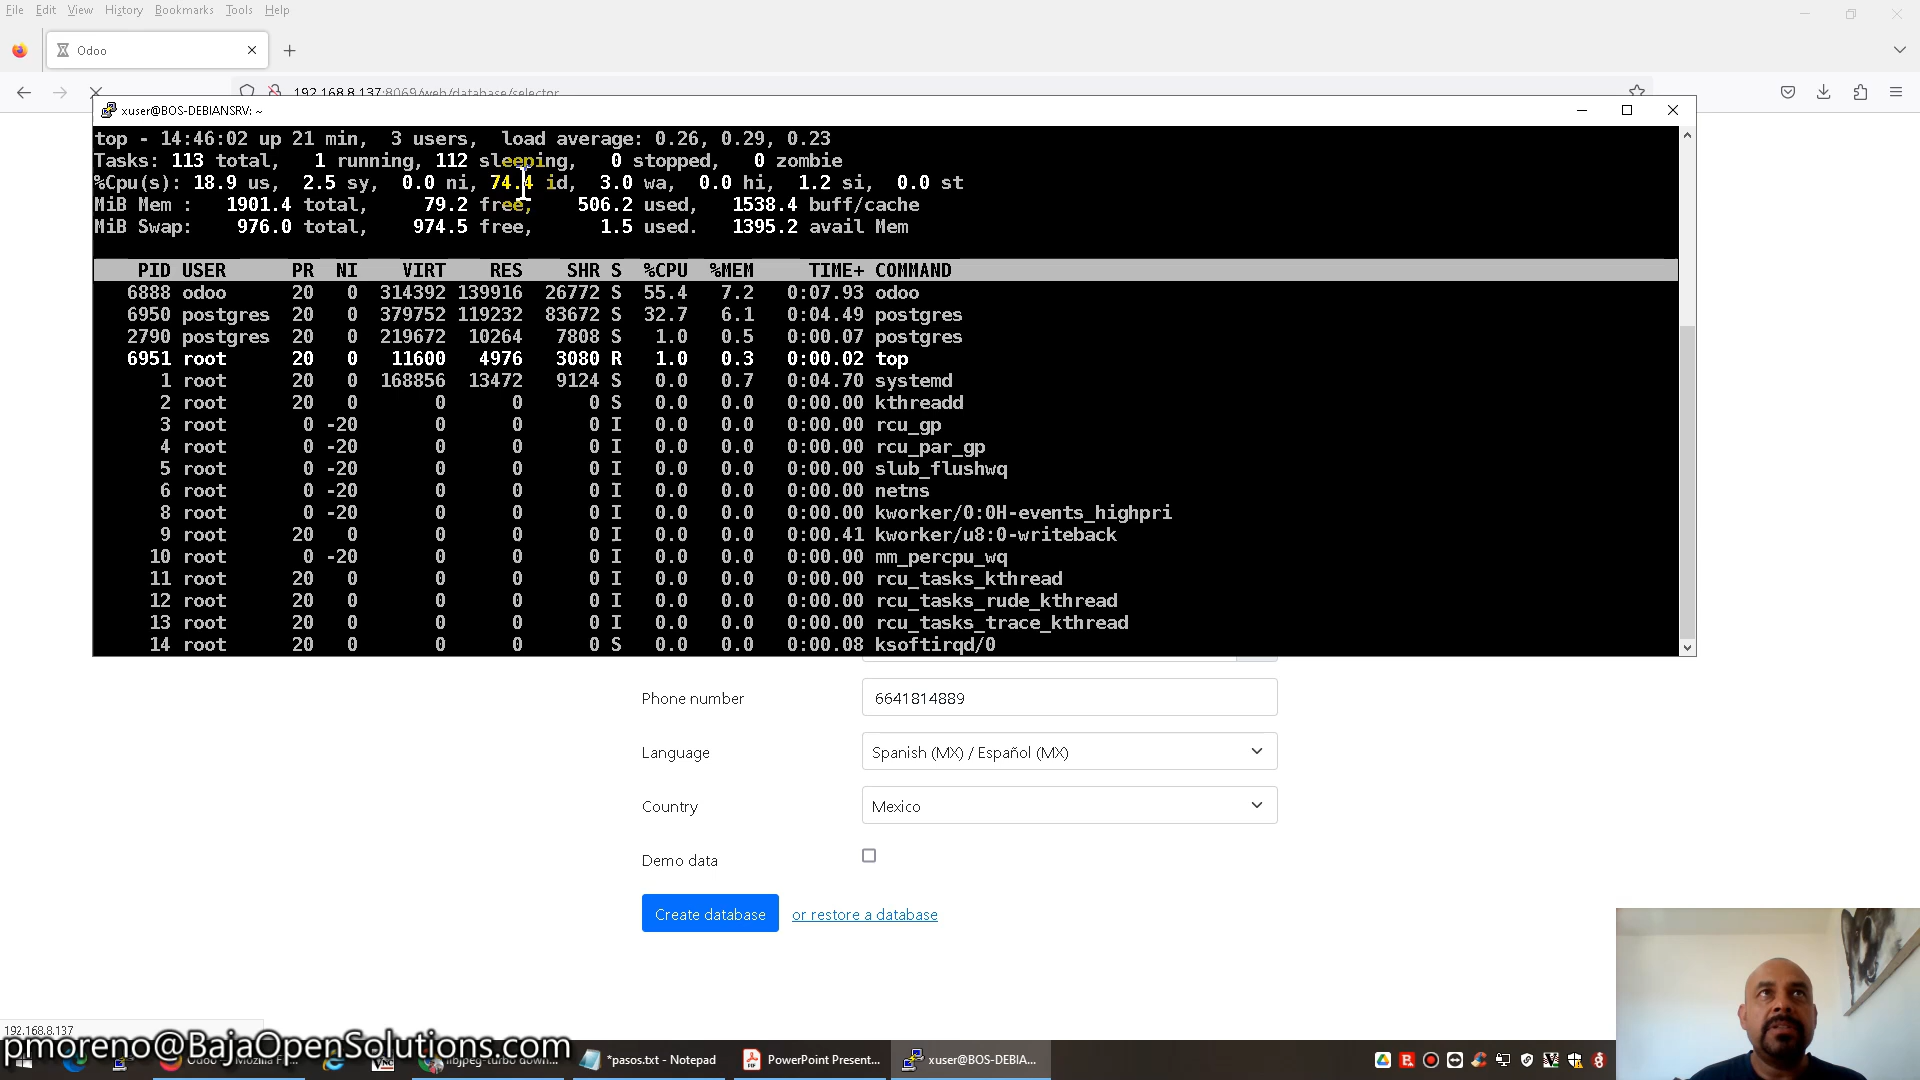 File Edit View History Bookmarks Tools Help
Odoo
192.168.8.137:8069/web/database/selector
xuser@BOS-DEBIANSRV: ~
top - 14:46:02 up 21 min,  3 users,  load average: 0.26, 0.29, 0.23
Tasks: 113 total,   1 running, 112 sleeping,   0 stopped,   0 zombie
%Cpu(s): 18.9 us,  2.5 sy,  0.0 ni, 74.4 id,  3.0 wa,  0.0 hi,  1.2 si,  0.0 st
MiB Mem :   1901.4 total,     79.2 free,    506.2 used,   1538.4 buff/cache
MiB Swap:    976.0 total,    974.5 free,      1.5 used.   1395.2 avail Mem
PID USER      PR  NI    VIRT    RES    SHR S  %CPU  %MEM     TIME+ COMMAND
6888 odoo      20   0  314392 139916  26772 S  55.4   7.2   0:07.93 odoo
6950 postgres  20   0  379752 119232  83672 S  32.7   6.1   0:04.49 postgres
2790 postgres  20   0  219672  10264   7808 S   1.0   0.5   0:00.07 postgres
6951 root      20   0   11600   4976   3080 R   1.0   0.3   0:00.02 top
1 root      20   0  168856  13472   9124 S   0.0   0.7   0:04.70 systemd
2 root      20   0       0      0      0 S   0.0   0.0   0:00.00 kthreadd
3 root       0 -20       0      0      0 I   0.0   0.0   0:00.00 rcu_gp
4 root       0 -20       0      0      0 I   0.0   0.0   0:00.00 rcu_par_gp
5 root       0 -20       0      0      0 I   0.0   0.0   0:00.00 slub_flushwq
6 root       0 -20       0      0      0 I   0.0   0.0   0:00.00 netns
8 root       0 -20       0      0      0 I   0.0   0.0   0:00.00 kworker/0:0H-events_highpri
9 root      20   0       0      0      0 I   0.0   0.0   0:00.41 kworker/u8:0-writeback
10 root       0 -20       0      0      0 I   0.0   0.0   0:00.00 mm_percpu_wq
11 root      20   0       0      0      0 I   0.0   0.0   0:00.00 rcu_tasks_kthread
12 root      20   0       0      0      0 I   0.0   0.0   0:00.00 rcu_tasks_rude_kthread
13 root      20   0       0      0      0 I   0.0   0.0   0:00.00 rcu_tasks_trace_kthread
14 root      20   0       0      0      0 S   0.0   0.0   0:00.08 ksoftirqd/0
Phone number 6641814889
Language Spanish (MX) / Español (MX)
Country Mexico
Demo data
Create database or restore a database
192.168.8.137
pmoreno@BajaOpenSolutions.com
*pasos.txt - Notepad
PowerPoint Present...
xuser@BOS-DEBIA...